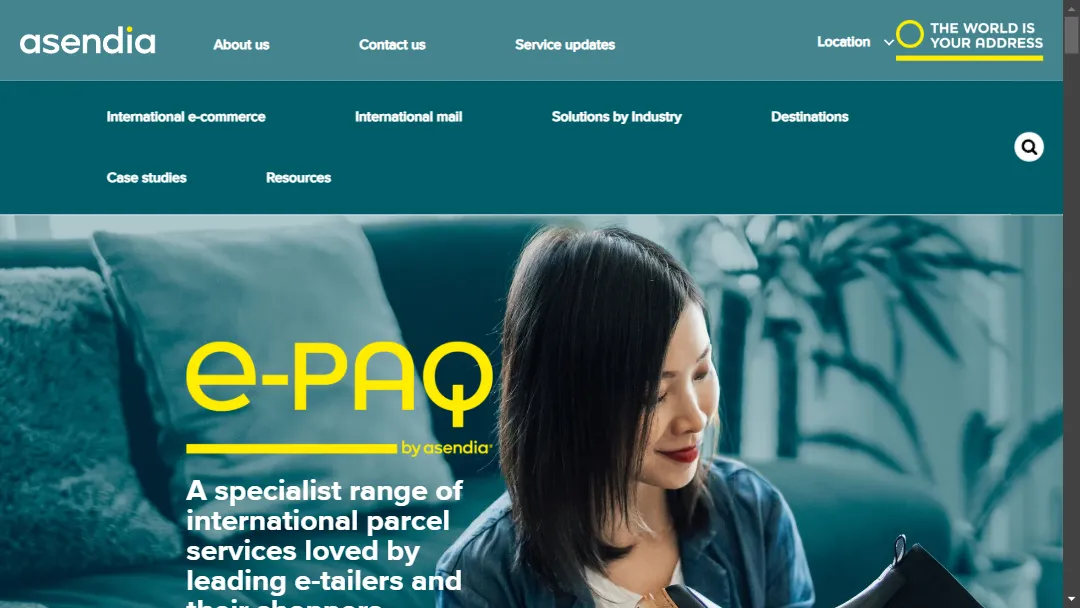 asendia
About us
Contact us
Service updates
Location
THE WORLD IS
YOUR ADDRESS
International e-commerce
International mail
Solutions by Industry
Destinations
Case studies
Resources
e-PAQ
by asendia
A specialist range of
international parcel
services loved by
leading e-tailers and
their shoppers